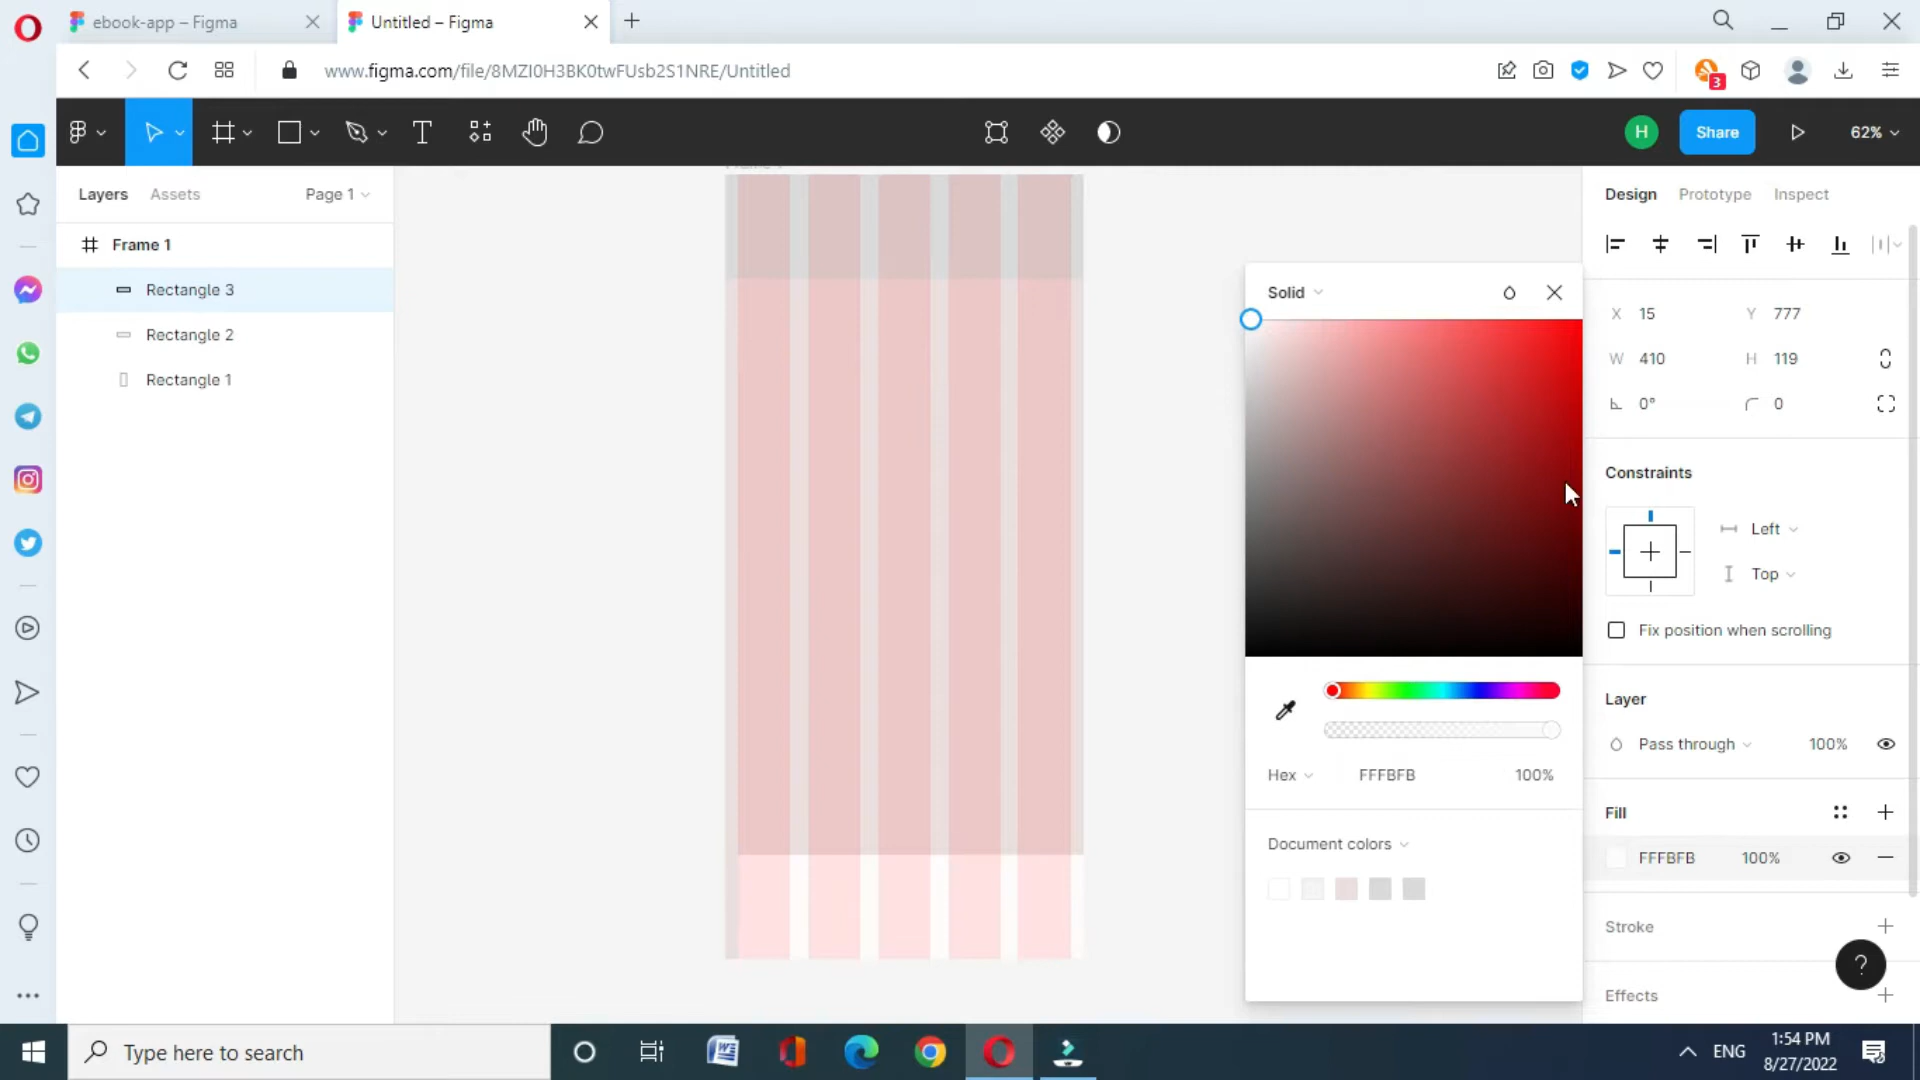 ebook-app – Figma
Untitled – Figma
www.figma.com/file/8MZI0H3BK0twFUsb2S1NRE/Untitled
3
H
Share
62%
Layers
Assets
Page 1
Design
Prototype
Inspect
Frame 1
Rectangle 3
Rectangle 2
Rectangle 1
Solid
X 15
Y 777
W 410
H 119
0°
0
Constraints
Left
Top
Fix position when scrolling
Layer
Pass through
100%
Hex
FFFBFB
100%
Fill
FFFBFB
100%
Document colors
Stroke
Effects
?
Type here to search
ENG
1:54 PM
8/27/2022